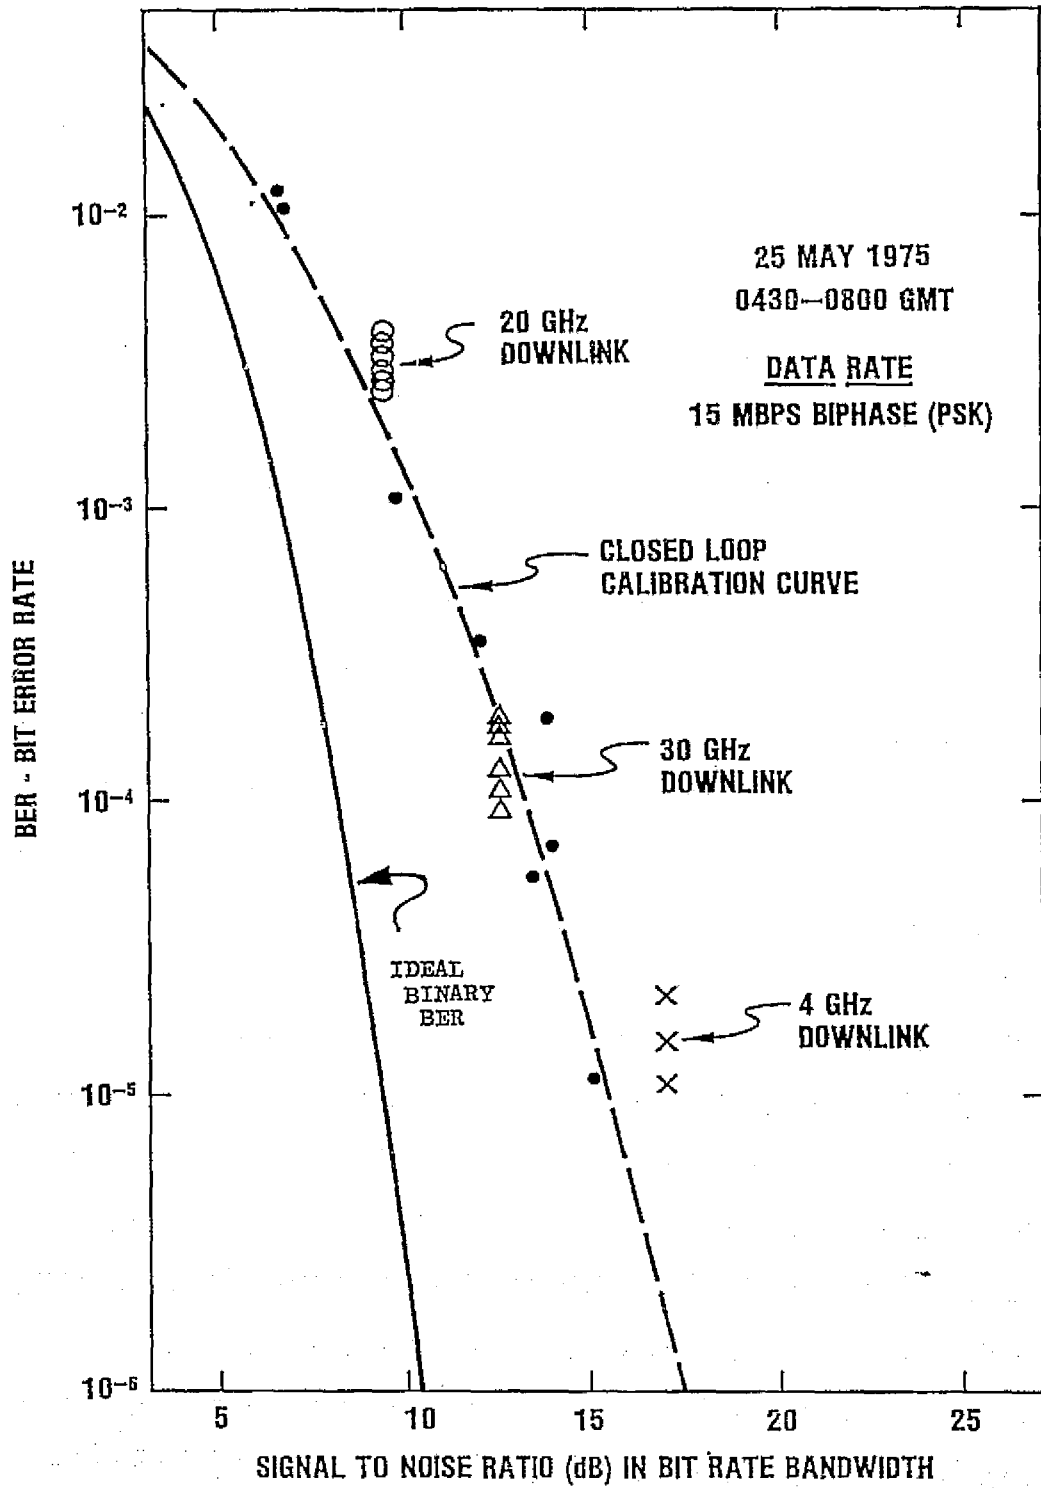 10⁻²
10⁻³
10⁻⁴
10⁻⁵
10⁻⁶
BER - BIT ERROR RATE
25 MAY 1975
0430—0800 GMT
DATA RATE
15 MBPS BIPHASE (PSK)
20 GHz
DOWNLINK
CLOSED LOOP
CALIBRATION CURVE
30 GHz
DOWNLINK
IDEAL
BINARY
BER
4 GHz
DOWNLINK
5 10 15 20 25
SIGNAL TO NOISE RATIO (dB) IN BIT RATE BANDWIDTH